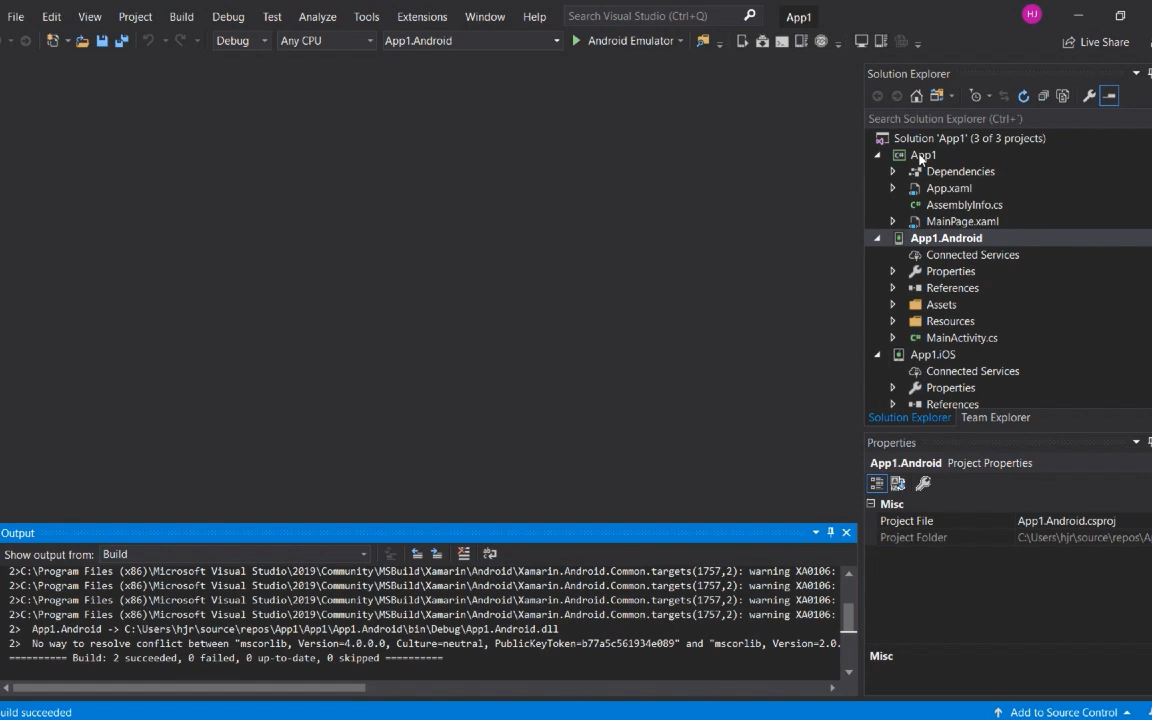 File Edit View Project Build Debug Test Analyze Tools Extensions Window Help Search Visual Studio (Ctrl+Q) App1 HJ
Debug Any CPU App1.Android Android Emulator Live Share
Solution Explorer
Search Solution Explorer (Ctrl+`)
Solution 'App1' (3 of 3 projects)
C# App1
Dependencies
App.xaml
C# AssemblyInfo.cs
MainPage.xaml
App1.Android
Connected Services
Properties
References
Assets
Resources
C# MainActivity.cs
App1.iOS
Connected Services
Properties
References
Solution Explorer Team Explorer
Properties
App1.Android Project Properties
Misc
Project File App1.Android.csproj
Project Folder C:\Users\hjr\source\repos\A
Misc
Output
Show output from: Build
2>C:\Program Files (x86)\Microsoft Visual Studio\2019\Community\MSBuild\Xamarin\Android\Xamarin.Android.Common.targets(1757,2): warning XA0106:
2>C:\Program Files (x86)\Microsoft Visual Studio\2019\Community\MSBuild\Xamarin\Android\Xamarin.Android.Common.targets(1757,2): warning XA0106:
2>C:\Program Files (x86)\Microsoft Visual Studio\2019\Community\MSBuild\Xamarin\Android\Xamarin.Android.Common.targets(1757,2): warning XA0106:
2>C:\Program Files (x86)\Microsoft Visual Studio\2019\Community\MSBuild\Xamarin\Android\Xamarin.Android.Common.targets(1757,2): warning XA0106:
2> App1.Android -> C:\Users\hjr\source\repos\App1\App1\App1.Android\bin\Debug\App1.Android.dll
2> No way to resolve conflict between "mscorlib, Version=4.0.0.0, Culture=neutral, PublicKeyToken=b77a5c561934e089" and "mscorlib, Version=2.0.
========== Build: 2 succeeded, 0 failed, 0 up-to-date, 0 skipped ==========
uild succeeded Add to Source Control